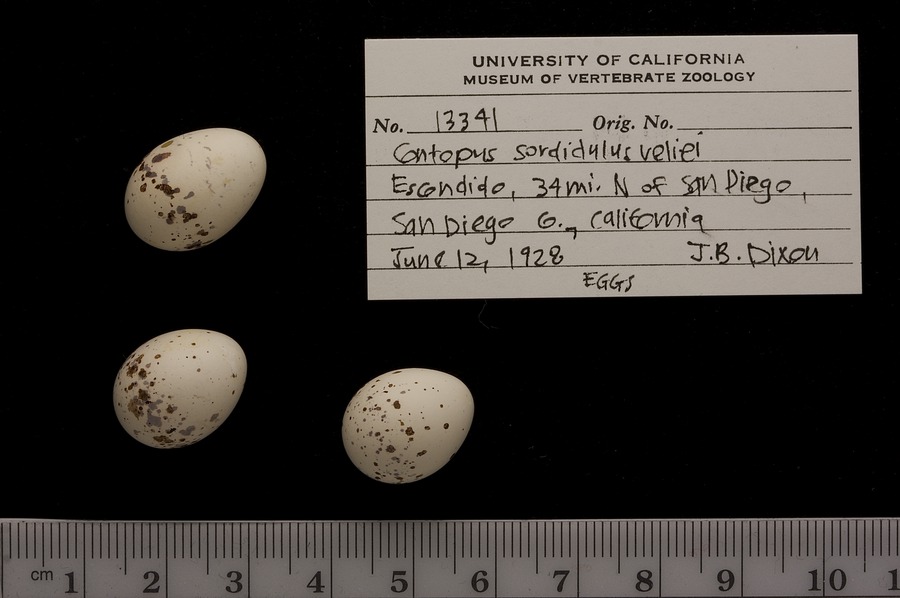 UNIVERSITY OF CALIFORNIA
MUSEUM OF VERTEBRATE ZOOLOGY
No. 13341 Orig. No.
Contopus sordidulus veliei
Escondido, 34 mi. N of San Diego,
San Diego Co., California
June 12, 1928 J.B. Dixon
EGGS
cm 1 2 3 4 5 6 7 8 9 10 1